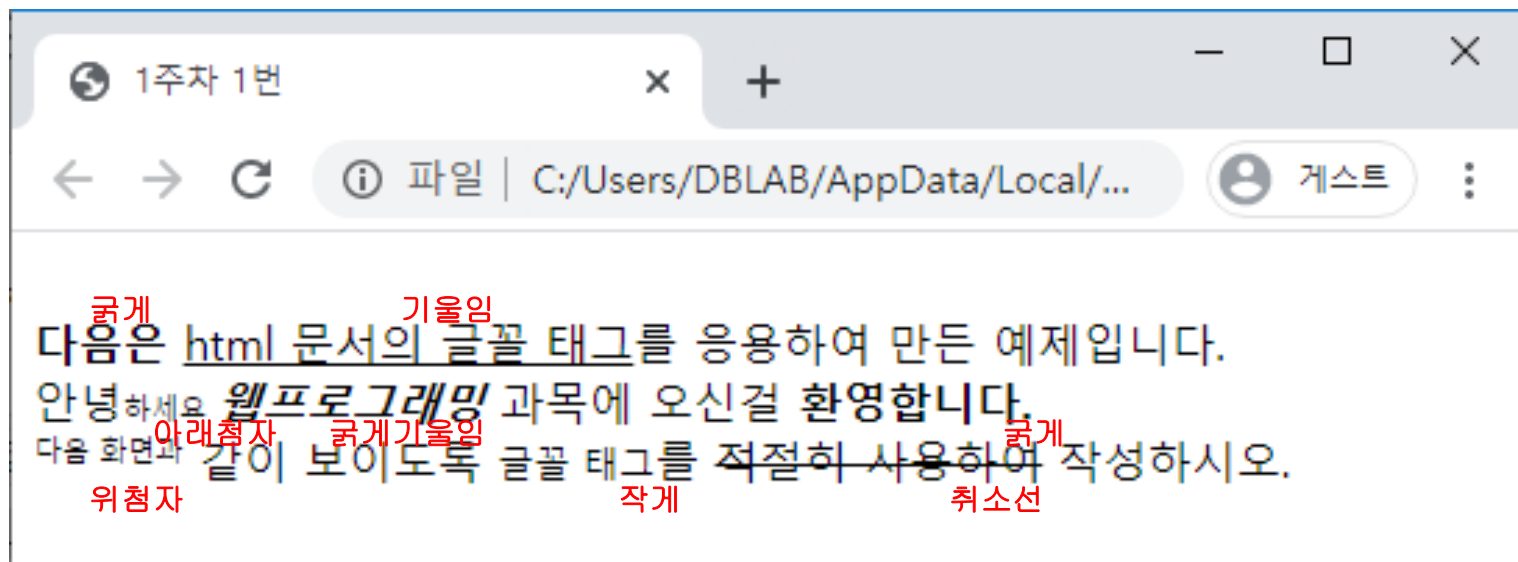 1주차 1번
파일 | C:/Users/DBLAB/AppData/Local/... 게스트
굵게 기울임
다음은 html 문서의 글꼴 태그를 응용하여 만든 예제입니다.
안녕하세요 웹프로그래밍 과목에 오신걸 환영합니다.
아래첨자 굵게기울임 굵게
다음 화면과 같이 보이도록 글꼴 태그를 적절히 사용하여 작성하시오.
위첨자 작게 취소선